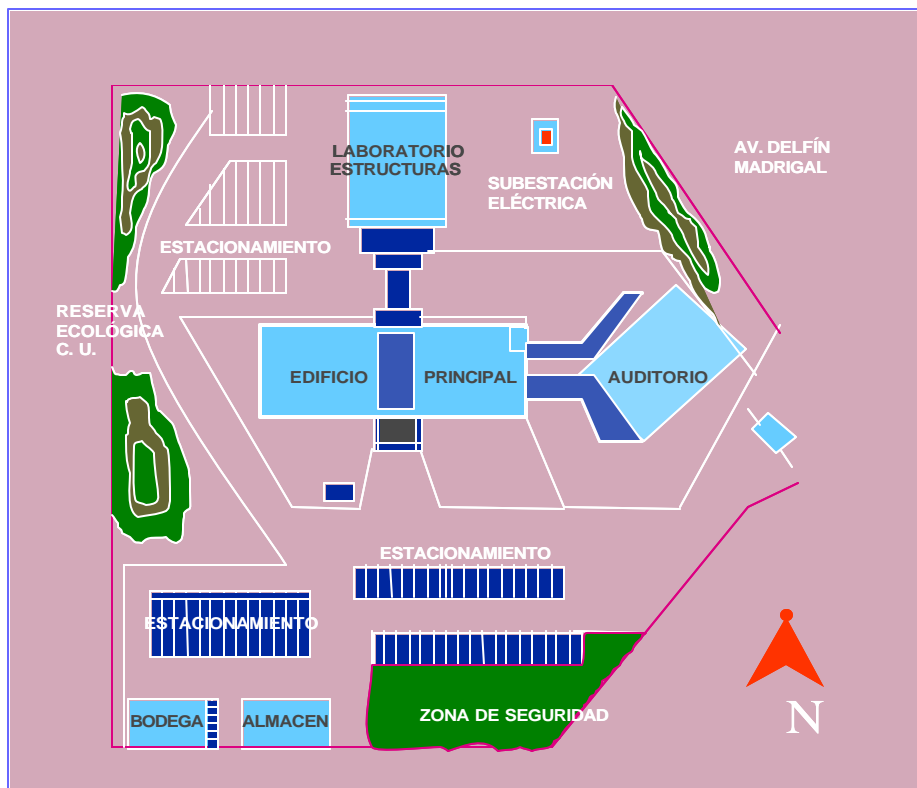 LABORATORIO
ESTRUCTURAS
AV. DELFÍN
MADRIGAL
SUBESTACIÓN
ELÉCTRICA
ESTACIONAMIENTO
RESERVA
ECOLÓGICA
C. U.
EDIFICIO PRINCIPAL
AUDITORIO
ESTACIONAMIENTO
ESTACIONAMIENTO
BODEGA
ALMACEN
ZONA DE SEGURIDAD
N